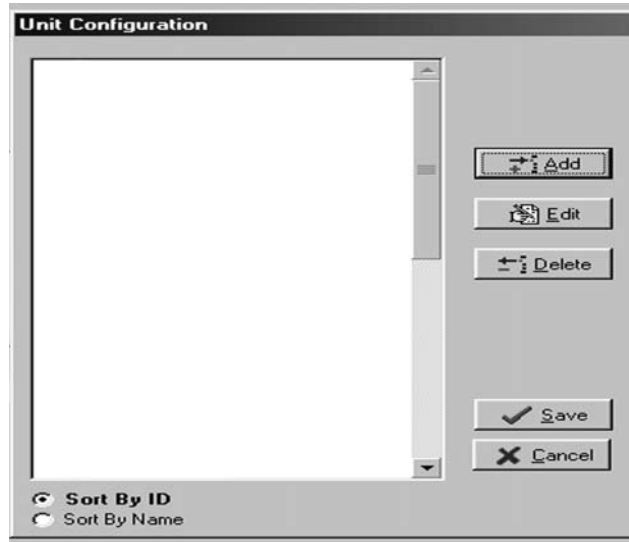 Unit Configuration
Add
Edit
Delete
Save
Cancel
Sort By ID
Sort By Name